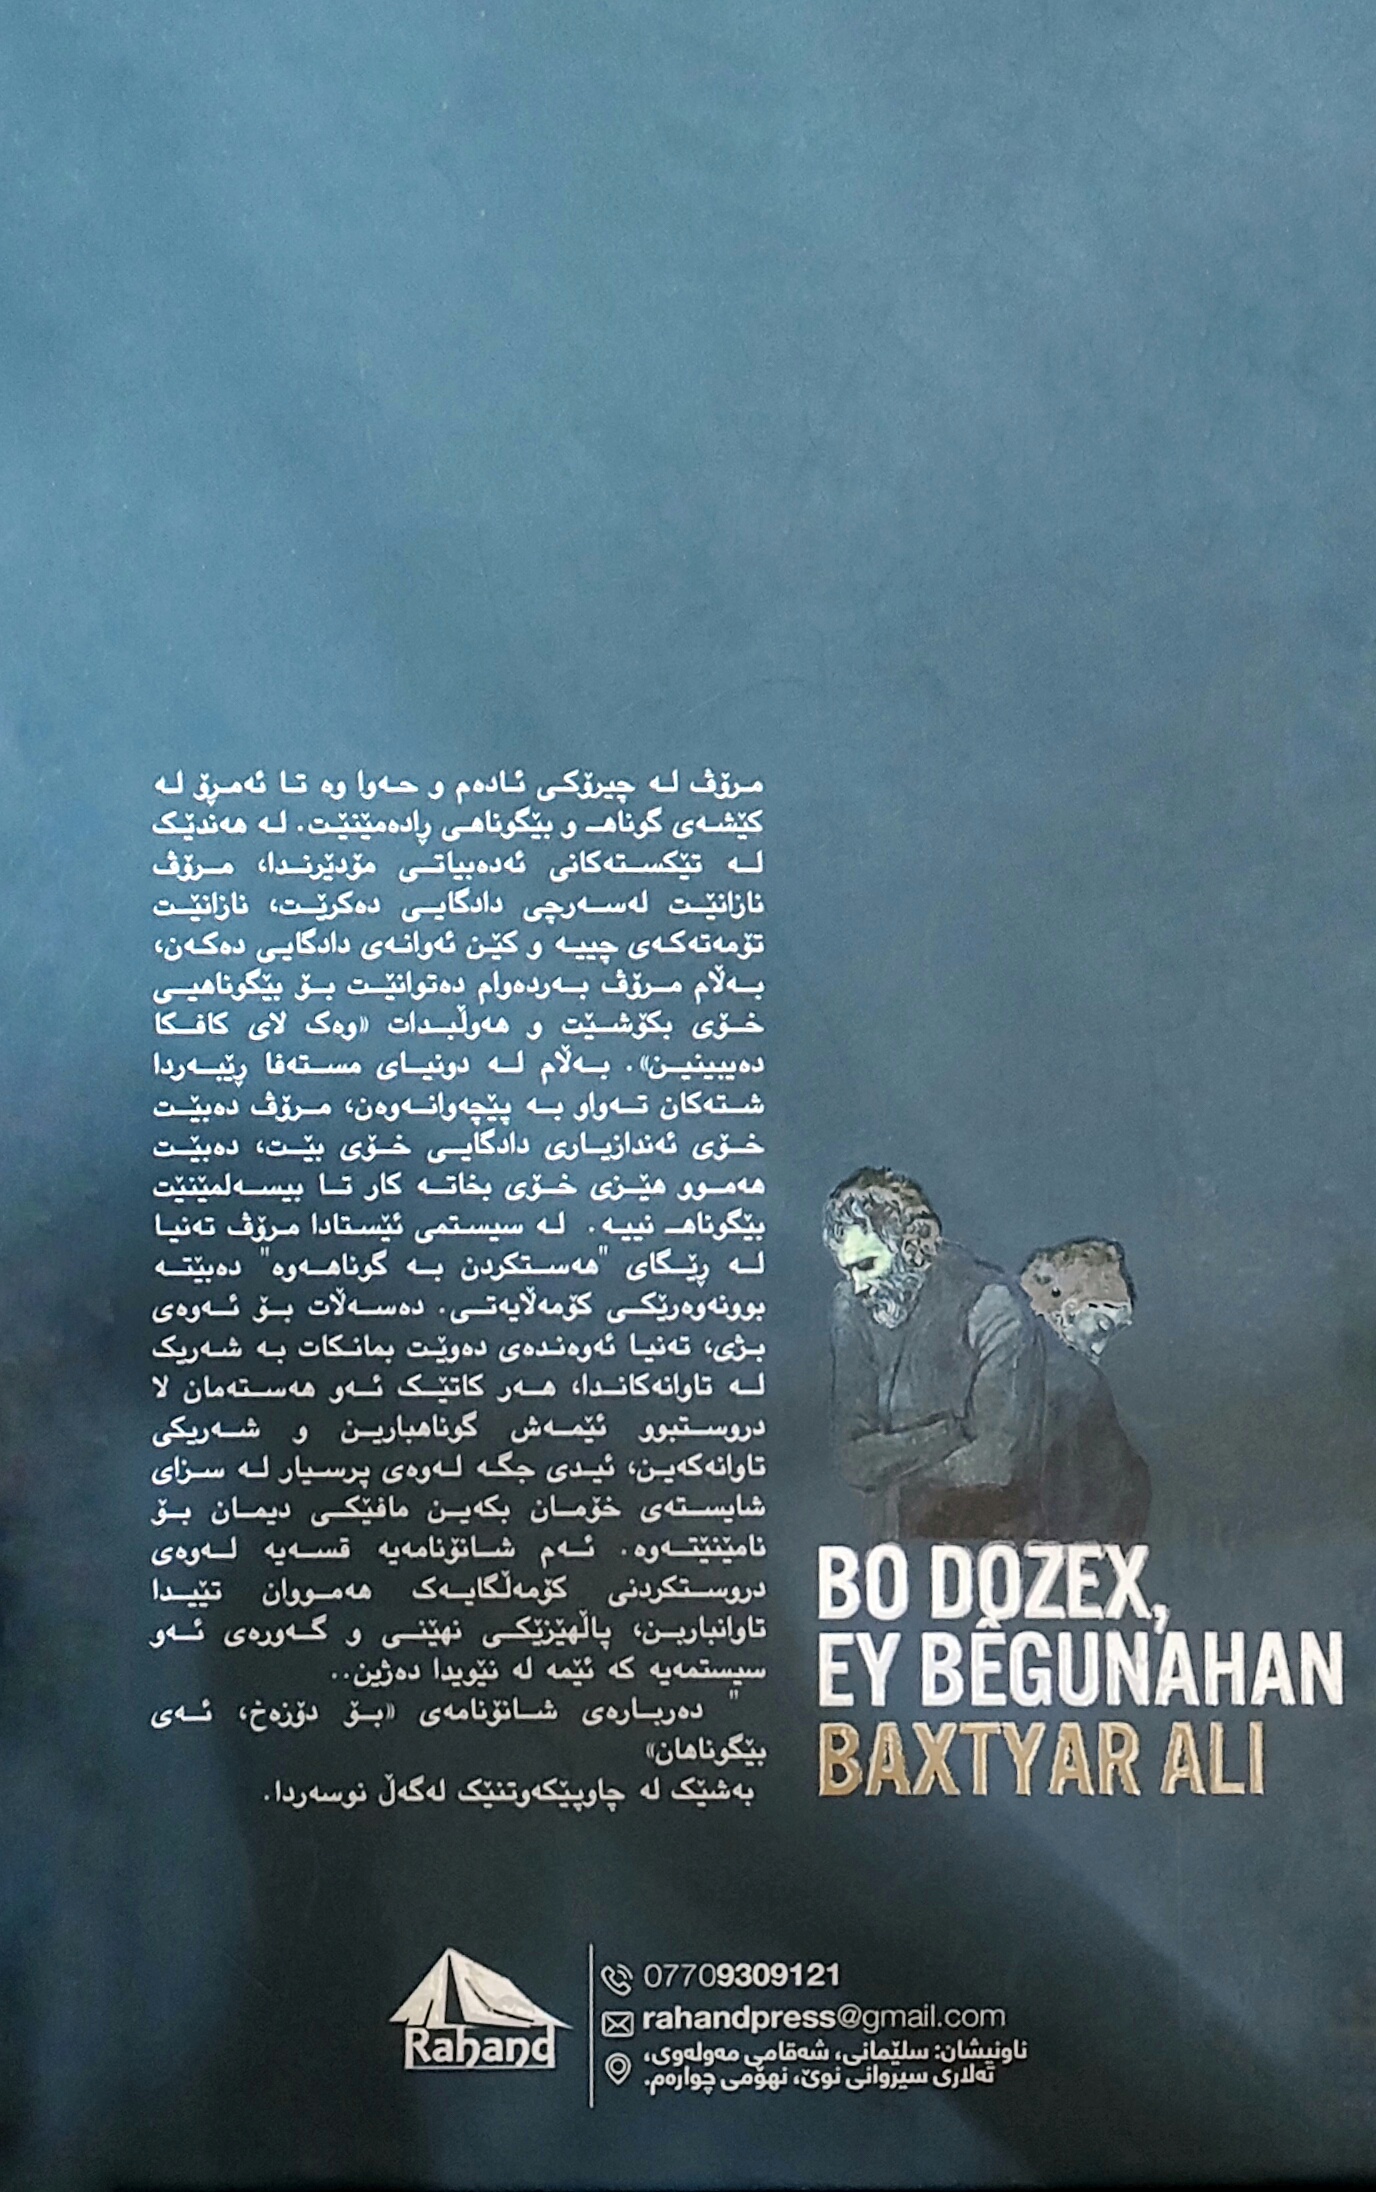 مرۆڤ لە چیرۆکی ئادەم و حەوا وە تا ئەمڕۆ لە
کێشەی گوناهـ و بێگوناهی ڕادەمێنێت. لە هەندێک
لە تێکستەکانی ئەدەبیاتی مۆدێرندا، مرۆڤ
نازانێت لەسەرچی دادگایی دەکرێت، نازانێت
تۆمەتەکەی چییە و کێن ئەوانەی دادگایی دەکەن،
بەڵام مرۆڤ بەردەوام دەتوانێت بۆ بێگوناهیی
خۆی بکۆشێت و هەوڵبدات «وەک لای کافکا
دەیبینین». بەڵام لە دونیای مستەفا ڕێبەردا
شتەکان تەواو بە پێچەوانەوەن، مرۆڤ دەبێت
خۆی ئەندازیاری دادگایی خۆی بێت، دەبێت
هەموو هێزی خۆی بخاتە کار تا بیسەلمێنێت
بێگوناهـ نییە. لە سیستمی ئێستادا مرۆڤ تەنیا
لە ڕێگای "هەستکردن بە گوناهەوە" دەبێتە
بوونەوەرێکی کۆمەڵایەتی. دەسەڵات بۆ ئەوەی
بژی، تەنیا ئەوەندەی دەوێت بمانکات بە شەریک
لە تاوانەکاندا، هەر کاتێک ئەو هەستەمان لا
دروستبوو ئێمەش گوناهبارین و شەریکی
تاوانەکەین، ئیدی جگە لەوەی پرسیار لە سزای
شایستەی خۆمان بکەین مافێکی دیمان بۆ
نامێنێتەوە. ئەم شانۆنامەیە قسەیە لەوەی
دروستکردنی کۆمەڵگایەک هەمووان تێیدا
تاوانباربن، پاڵهێزێکی نهێنی و گەورەی ئەو
سیستمەیە کە ئێمە لە نێویدا دەژین..
" دەربارەی شانۆنامەی «بۆ دۆزەخ، ئەی
بێگوناهان»
بەشێک لە چاوپێکەوتنێک لەگەڵ نوسەردا.
BO DOZEX,
EY BÊGUNAHAN
BAXTYAR ALI
Rahand
07709309121
rahandpress@gmail.com
ناونیشان: سلێمانی، شەقامی مەولەوی،
تەلاری سیروانی نوێ، نهۆمی چوارەم.